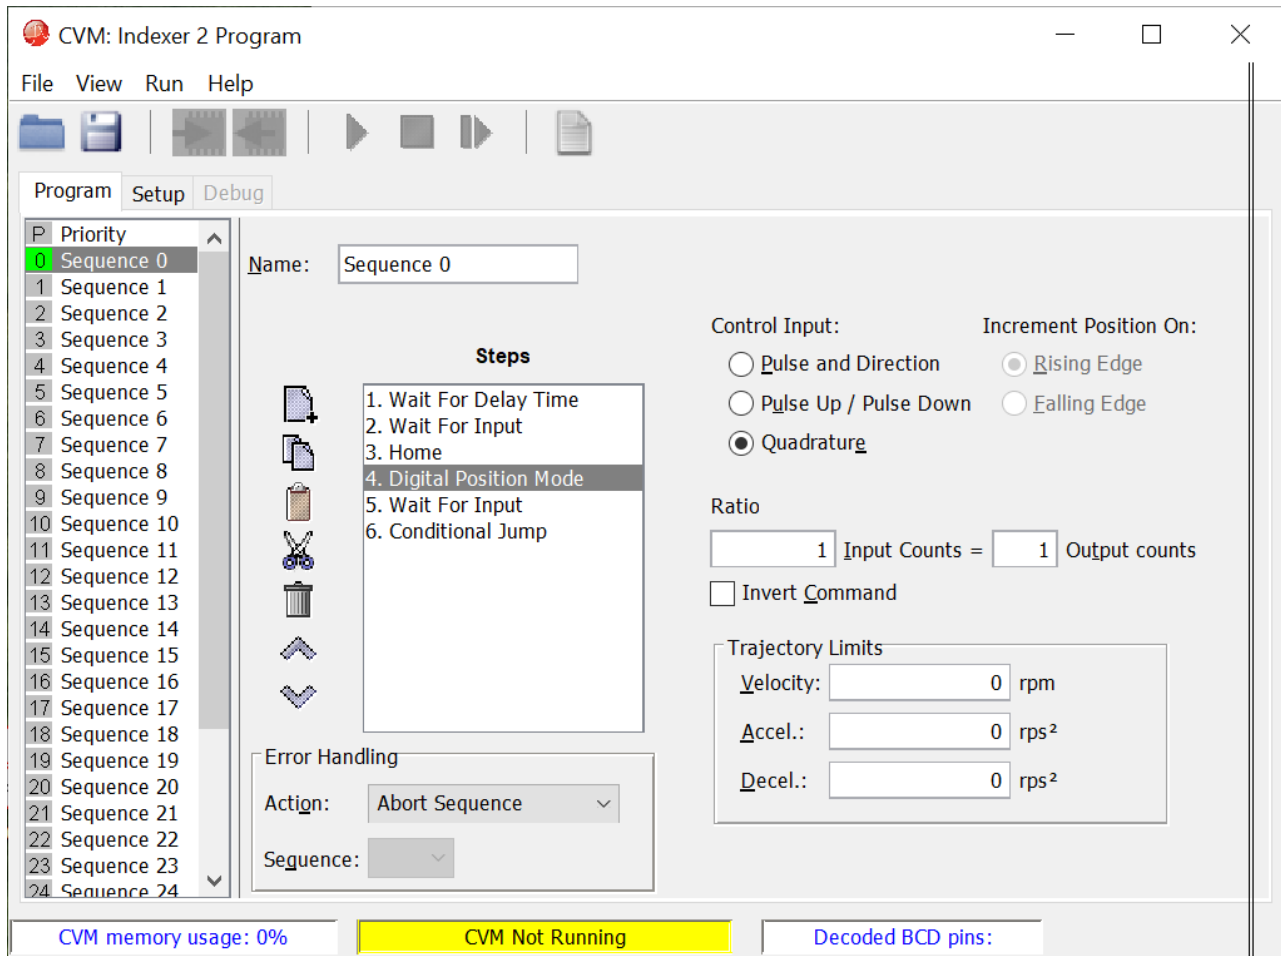 CVM: Indexer 2 Program
File View Run Help
Program Setup Debug
P Priority
0 Sequence 0
1 Sequence 1
2 Sequence 2
3 Sequence 3
4 Sequence 4
5 Sequence 5
6 Sequence 6
7 Sequence 7
8 Sequence 8
9 Sequence 9
10 Sequence 10
11 Sequence 11
12 Sequence 12
13 Sequence 13
14 Sequence 14
15 Sequence 15
16 Sequence 16
17 Sequence 17
18 Sequence 18
19 Sequence 19
20 Sequence 20
21 Sequence 21
22 Sequence 22
23 Sequence 23
24 Sequence 24
Name: Sequence 0
Steps
1. Wait For Delay Time
2. Wait For Input
3. Home
4. Digital Position Mode
5. Wait For Input
6. Conditional Jump
Error Handling
Action: Abort Sequence
Sequence:
Control Input:
Pulse and Direction
Pulse Up / Pulse Down
Quadrature
Increment Position On:
Rising Edge
Falling Edge
Ratio
1 Input Counts = 1 Output counts
Invert Command
Trajectory Limits
Velocity: 0 rpm
Accel.: 0 rps²
Decel.: 0 rps²
CVM memory usage: 0%
CVM Not Running
Decoded BCD pins: